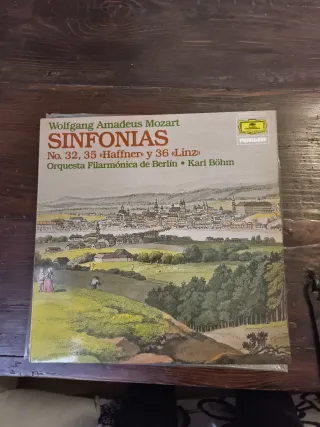 Wolfgang Amadeus Mozart
SINFONIAS
No. 32, 35 «Haffner» y 36 «Linz»
Orquesta Filarmónica de Berlín • Karl Böhm